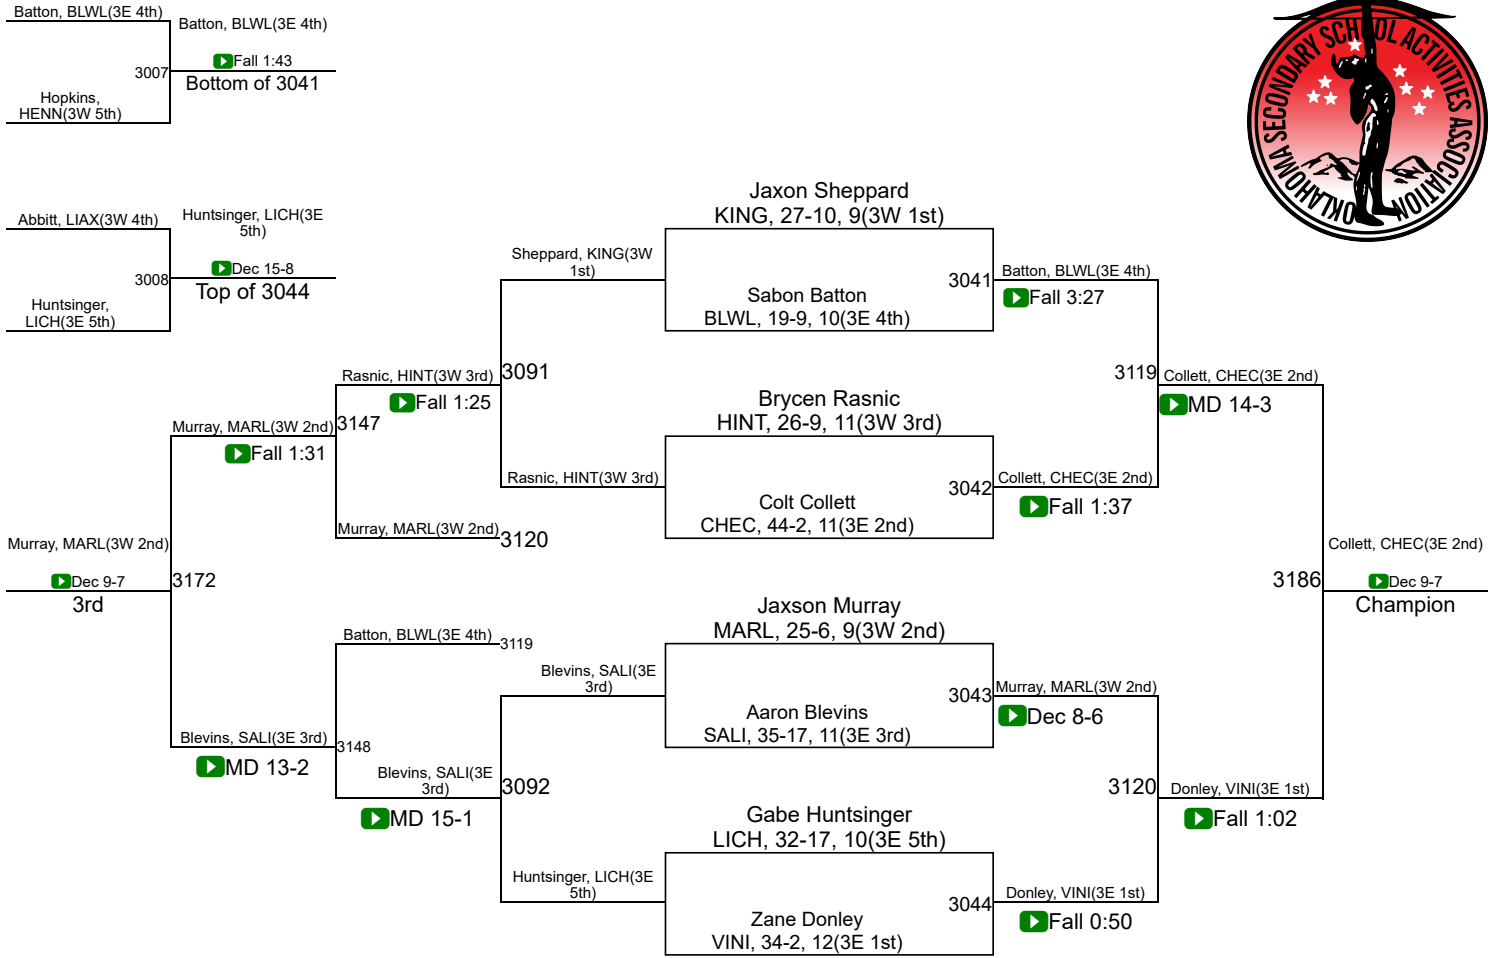 Batton, BLWL(3E 4th)
Batton, BLWL(3E 4th)
Fall 1:43
3007
Bottom of 3041
Hopkins,
HENN(3W 5th)
OKLAHOMA SECONDARY SCHOOL ACTIVITIES ASSOCIATION
Abbitt, LIAX(3W 4th)
Huntsinger, LICH(3E
5th)
Dec 15-8
3008
Top of 3044
Huntsinger,
LICH(3E 5th)
Jaxon Sheppard
KING, 27-10, 9(3W 1st)
Sheppard, KING(3W
1st)
3041
Batton, BLWL(3E 4th)
Fall 3:27
Sabon Batton
BLWL, 19-9, 10(3E 4th)
Rasnic, HINT(3W 3rd)
3091
Fall 1:25
3119
Collett, CHEC(3E 2nd)
MD 14-3
Brycen Rasnic
HINT, 26-9, 11(3W 3rd)
Murray, MARL(3W 2nd)
3147
Fall 1:31
Rasnic, HINT(3W 3rd)
3042
Collett, CHEC(3E 2nd)
Fall 1:37
Colt Collett
CHEC, 44-2, 11(3E 2nd)
Murray, MARL(3W 2nd)
3120
Murray, MARL(3W 2nd)
Dec 9-7
3172
3rd
Collett, CHEC(3E 2nd)
3186
Dec 9-7
Champion
Jaxson Murray
MARL, 25-6, 9(3W 2nd)
Batton, BLWL(3E 4th)
3119
Blevins, SALI(3E
3rd)
3043
Murray, MARL(3W 2nd)
Dec 8-6
Aaron Blevins
SALI, 35-17, 11(3E 3rd)
Blevins, SALI(3E 3rd)
3148
MD 13-2
Blevins, SALI(3E
3rd)
3092
MD 15-1
3120
Donley, VINI(3E 1st)
Fall 1:02
Gabe Huntsinger
LICH, 32-17, 10(3E 5th)
Huntsinger, LICH(3E
5th)
3044
Donley, VINI(3E 1st)
Fall 0:50
Zane Donley
VINI, 34-2, 12(3E 1st)